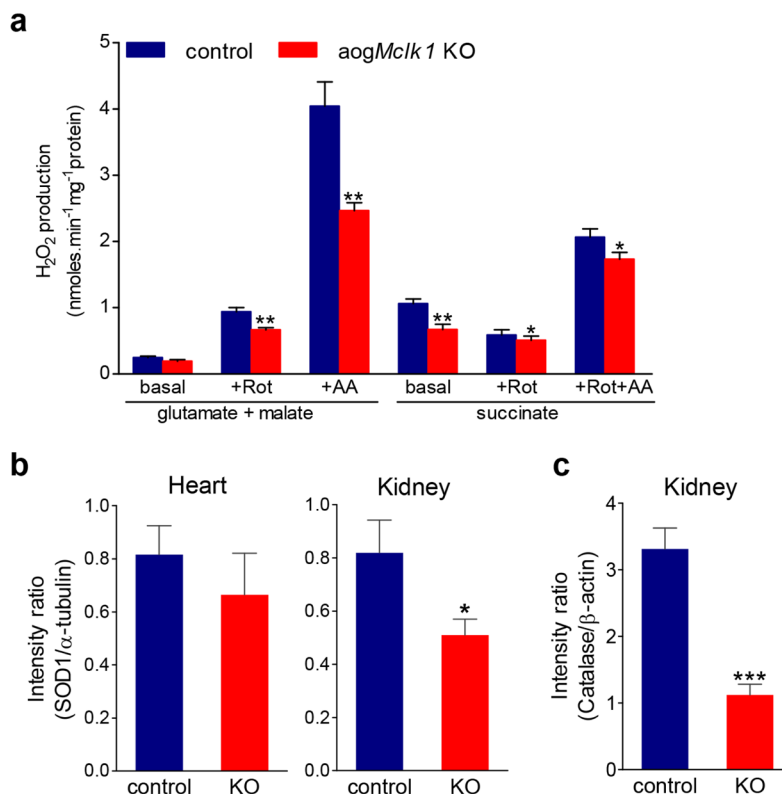 a
control
aogMclk1 KO
H₂O₂ production
(nmoles.min⁻¹mg⁻¹protein)
5
4
3
2
1
0
**
**
**
*
*
basal
+Rot
+AA
basal
+Rot
+Rot+AA
glutamate + malate
succinate
b
Heart
Intensity ratio
(SOD1/α-tubulin)
1.0
0.8
0.6
0.4
0.2
0.0
control
KO
Kidney
1.0
0.8
0.6
0.4
0.2
0.0
*
control
KO
c
Kidney
Intensity ratio
(Catalase/β-actin)
4
3
2
1
0
***
control
KO